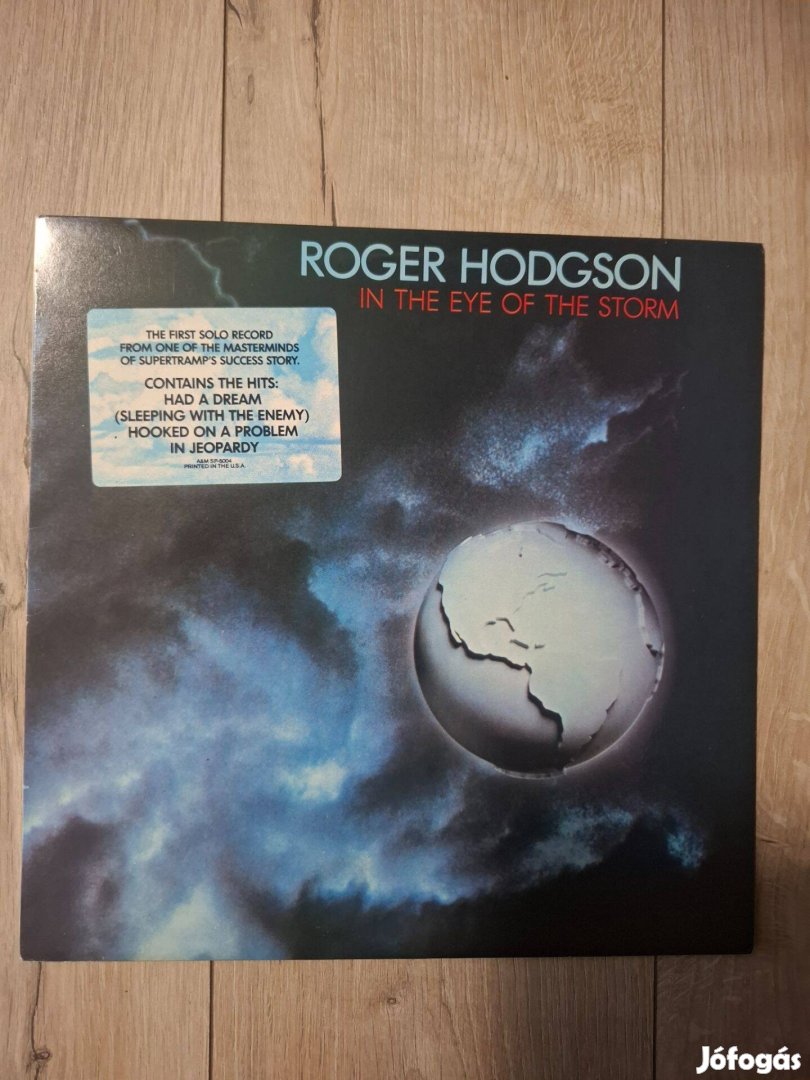 ROGER HODGSON
IN THE EYE OF THE STORM
THE FIRST SOLO RECORD
FROM ONE OF THE MASTERMINDS
OF SUPERTRAMP'S SUCCESS STORY.
CONTAINS THE HITS:
HAD A DREAM
(SLEEPING WITH THE ENEMY)
HOOKED ON A PROBLEM
IN JEOPARDY
A&M SP-5004
PRINTED IN THE U.S.A.
Jófogás